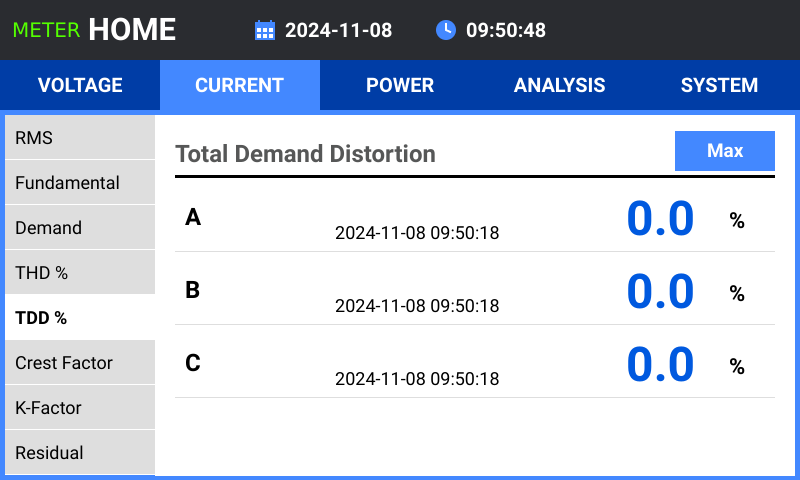 METER HOME 2024-11-08 09:50:48
VOLTAGE CURRENT POWER ANALYSIS SYSTEM
RMS
Fundamental
Demand
THD %
TDD %
Crest Factor
K-Factor
Residual
Total Demand Distortion Max
A 2024-11-08 09:50:18 0.0 %
B 2024-11-08 09:50:18 0.0 %
C 2024-11-08 09:50:18 0.0 %